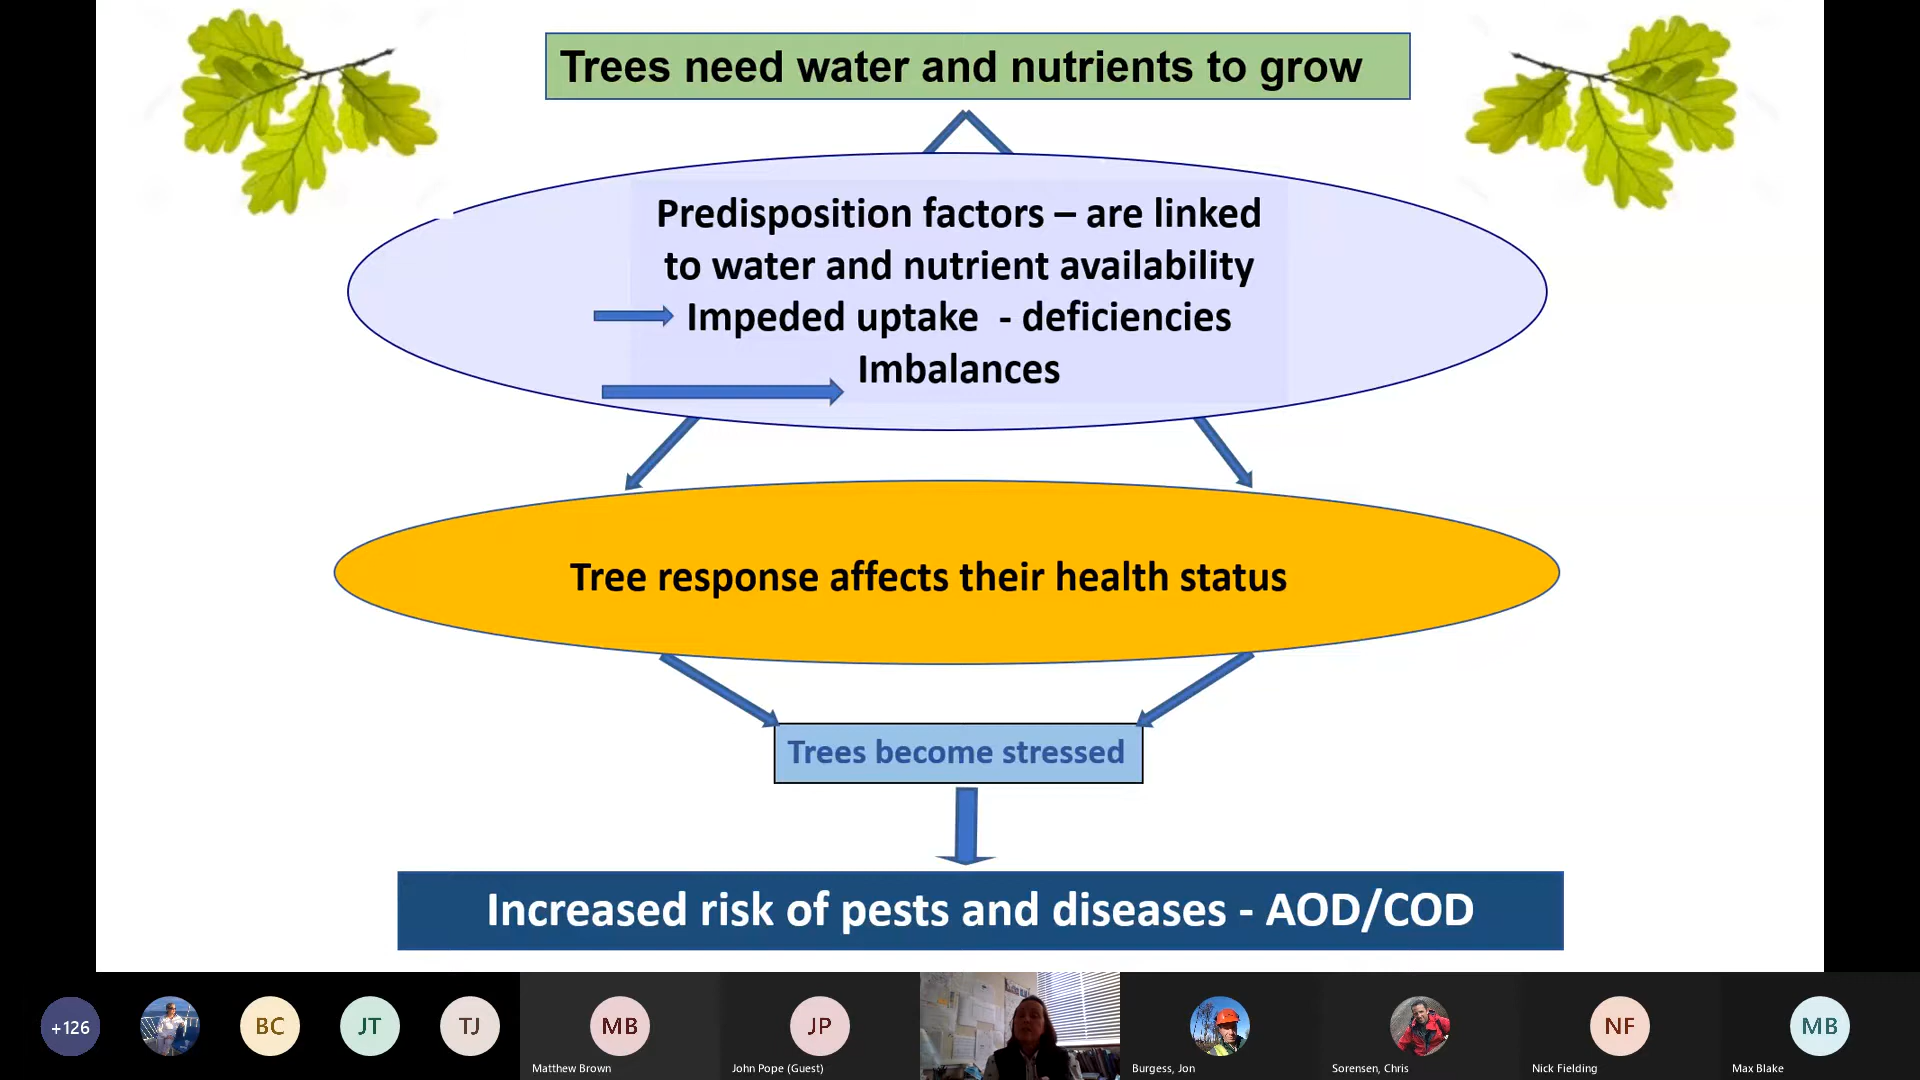 Trees need water and nutrients to grow
Predisposition factors – are linked
to water and nutrient availability
Impeded uptake - deficiencies
Imbalances
Tree response affects their health status
Trees become stressed
Increased risk of pests and diseases - AOD/COD
+126
BC
JT
TJ
MB
JP
NF
MB
Matthew Brown
John Pope (Guest)
Burgess, Jon
Sorensen, Chris
Nick Fielding
Max Blake